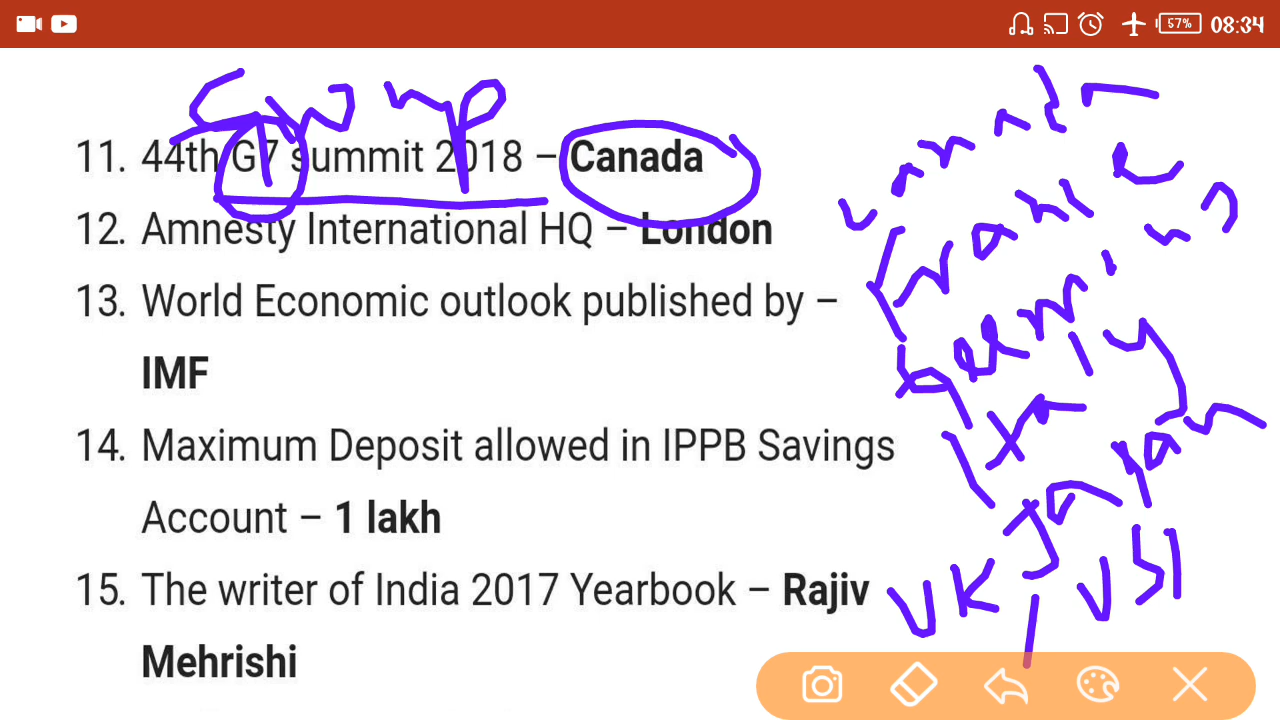 57% 08:34
Group
11. 44th G7 summit 2018 – Canada
12. Amnesty International HQ – London
13. World Economic outlook published by –
IMF
14. Maximum Deposit allowed in IPPB Savings
Account – 1 lakh
15. The writer of India 2017 Yearbook – Rajiv
Mehrishi
canada
france
germany
italy
Japan
UK, USA